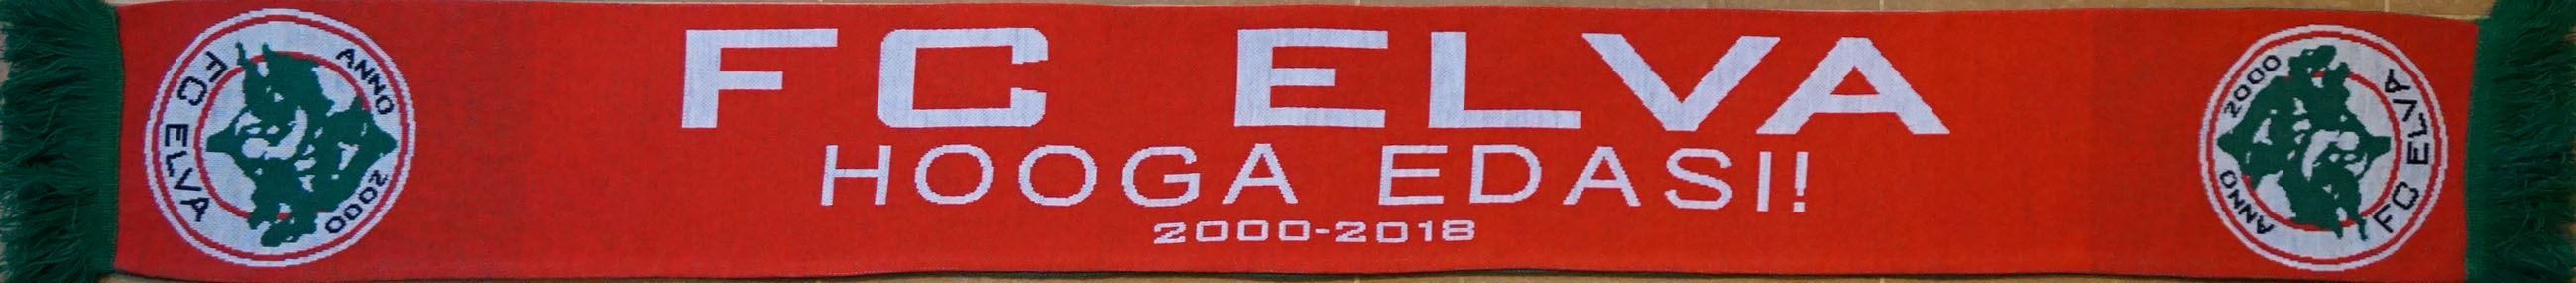 FC ELVA
ANNO
2000
FC ELVA
HOOGA EDASI!
2000-2018
2000
FC ELVA
ANNO